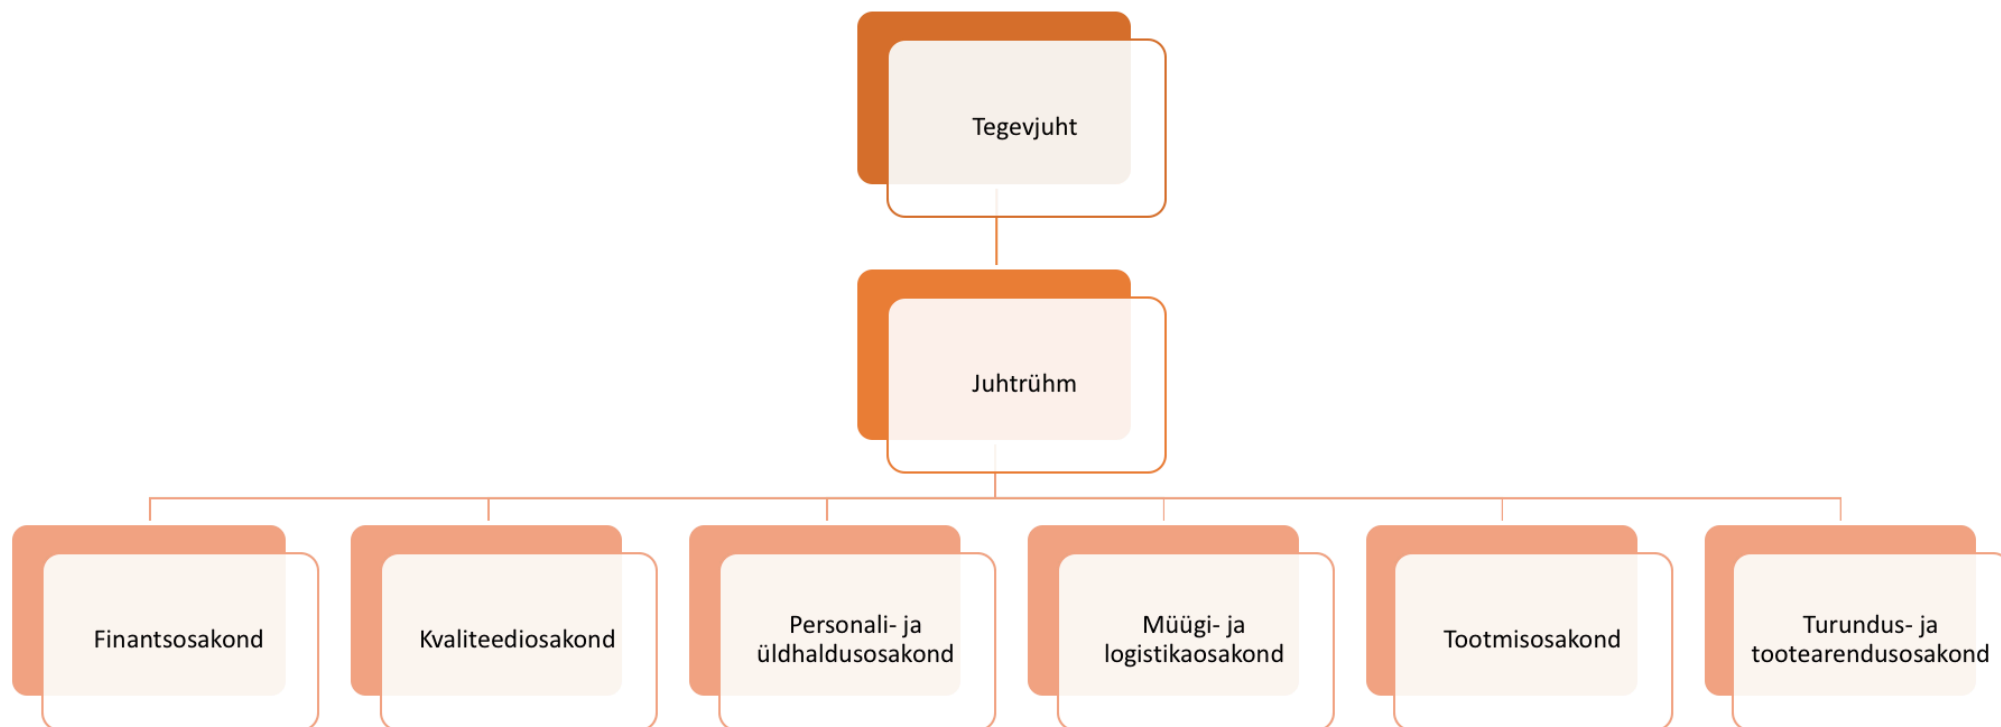 Tegevjuht
Juhtrühm
Finantsosakond
Kvaliteediosakond
Personali- ja
üldhaldusosakond
Müügi- ja
logistikaosakond
Tootmisosakond
Turundus- ja
tootearendusosakond